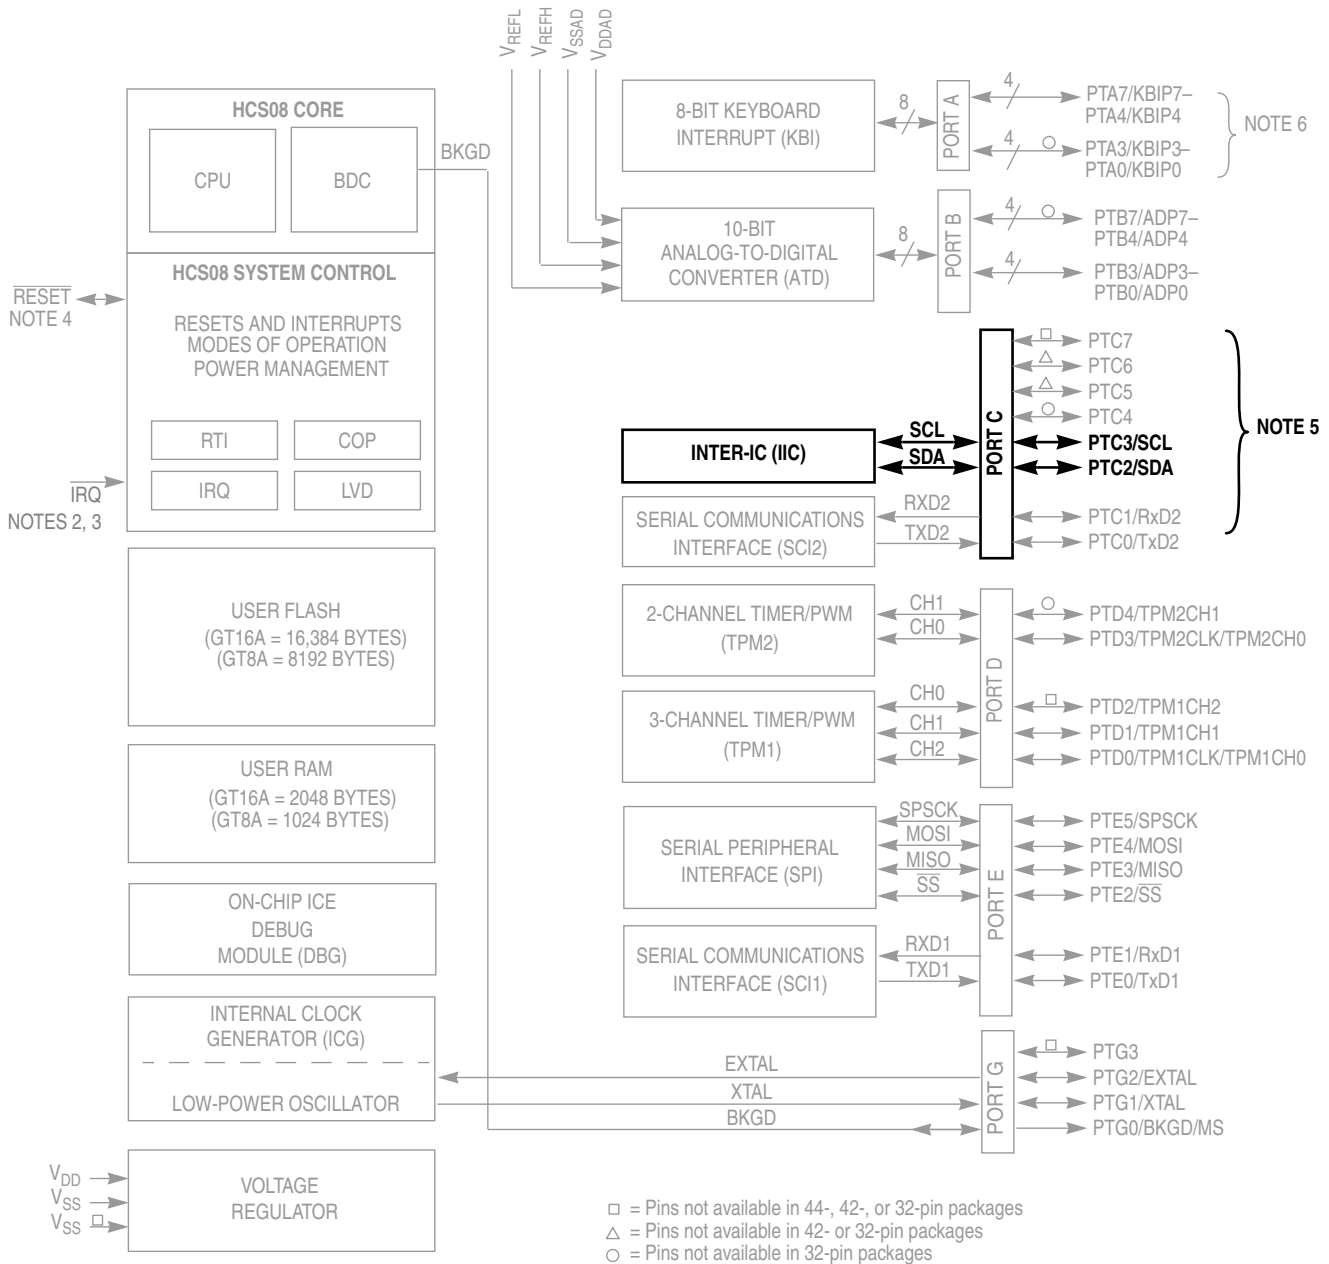 VREFL
VREFH
VSSAD
VDDAD
HCS08 CORE
CPU
BDC
BKGD
HCS08 SYSTEM CONTROL
RESET
NOTE 4
RESETS AND INTERRUPTS
MODES OF OPERATION
POWER MANAGEMENT
RTI
COP
IRQ
LVD
IRQ
NOTES 2, 3
USER FLASH
(GT16A = 16,384 BYTES)
(GT8A = 8192 BYTES)
USER RAM
(GT16A = 2048 BYTES)
(GT8A = 1024 BYTES)
ON-CHIP ICE
DEBUG
MODULE (DBG)
INTERNAL CLOCK
GENERATOR (ICG)
LOW-POWER OSCILLATOR
VDD
VSS
VSS
VOLTAGE
REGULATOR
8-BIT KEYBOARD
INTERRUPT (KBI)
8
PORT A
4
PTA7/KBIP7–
PTA4/KBIP4
4
PTA3/KBIP3–
PTA0/KBIP0
NOTE 6
10-BIT
ANALOG-TO-DIGITAL
CONVERTER (ATD)
8
PORT B
4
PTB7/ADP7–
PTB4/ADP4
4
PTB3/ADP3–
PTB0/ADP0
INTER-IC (IIC)
SCL
SDA
SERIAL COMMUNICATIONS
INTERFACE (SCI2)
RXD2
TXD2
PORT C
PTC7
PTC6
PTC5
PTC4
PTC3/SCL
PTC2/SDA
PTC1/RxD2
PTC0/TxD2
NOTE 5
2-CHANNEL TIMER/PWM
(TPM2)
CH1
CH0
3-CHANNEL TIMER/PWM
(TPM1)
CH0
CH1
CH2
PORT D
PTD4/TPM2CH1
PTD3/TPM2CLK/TPM2CH0
PTD2/TPM1CH2
PTD1/TPM1CH1
PTD0/TPM1CLK/TPM1CH0
SERIAL PERIPHERAL
INTERFACE (SPI)
SPSCK
MOSI
MISO
SS
SERIAL COMMUNICATIONS
INTERFACE (SCI1)
RXD1
TXD1
PORT E
PTE5/SPSCK
PTE4/MOSI
PTE3/MISO
PTE2/SS
PTE1/RxD1
PTE0/TxD1
EXTAL
XTAL
BKGD
PORT G
PTG3
PTG2/EXTAL
PTG1/XTAL
PTG0/BKGD/MS
= Pins not available in 44-, 42-, or 32-pin packages
= Pins not available in 42- or 32-pin packages
= Pins not available in 32-pin packages